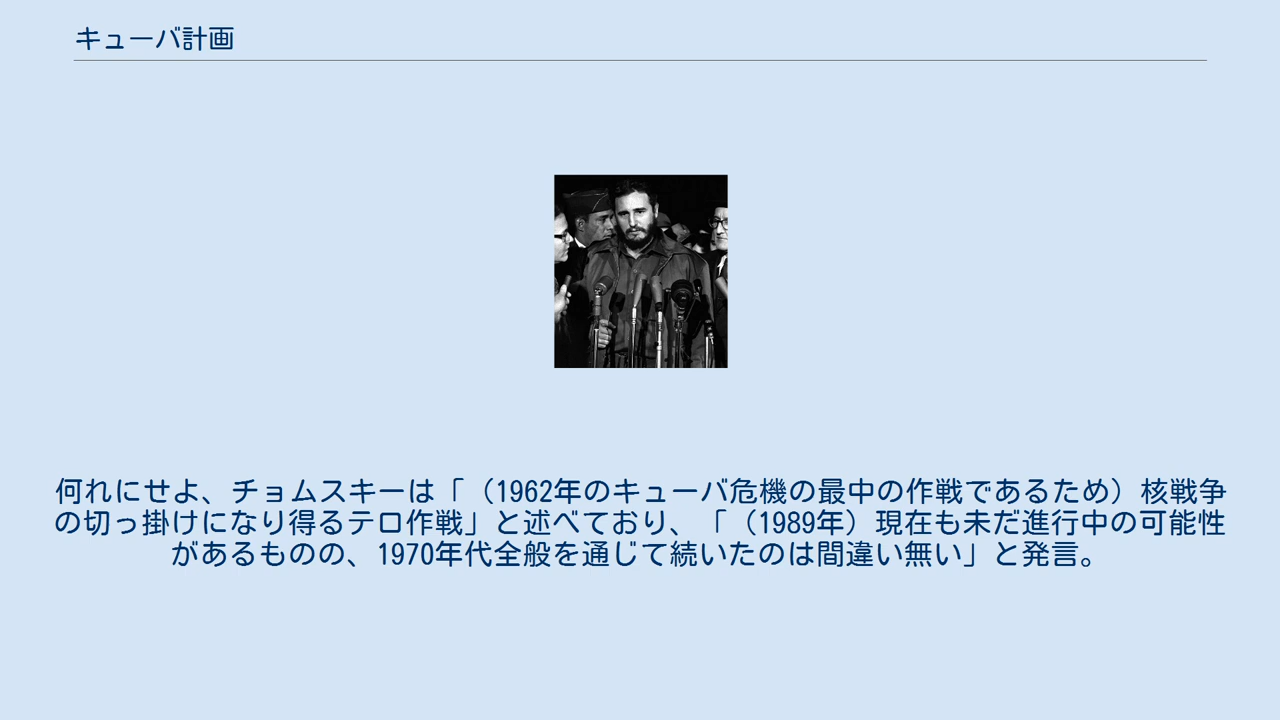 キューバ計画
何れにせよ、チョムスキーは「（1962年のキューバ危機の最中の作戦であるため）核戦争
の切っ掛けになり得るテロ作戦」と述べており、「（1989年）現在も未だ進行中の可能性
があるものの、1970年代全般を通じて続いたのは間違い無い」と発言。